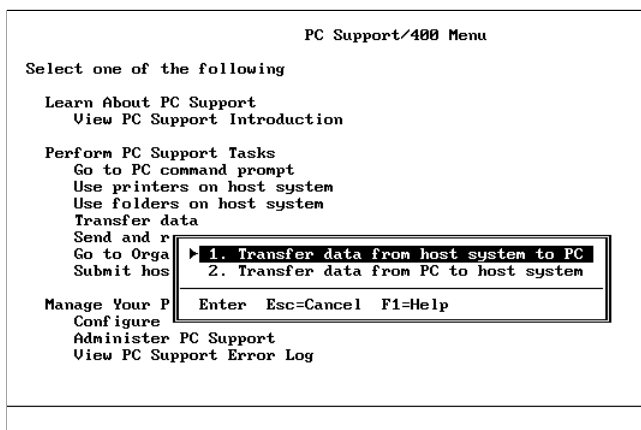 PC Support/400 Menu
Select one of the following
Learn About PC Support
View PC Support Introduction
Perform PC Support Tasks
Go to PC command prompt
Use printers on host system
Use folders on host system
Transfer data
Send and r
Go to Orga
Submit hos
1. Transfer data from host system to PC
2. Transfer data from PC to host system
Enter Esc=Cancel F1=Help
Manage Your P
Configure
Administer PC Support
View PC Support Error Log